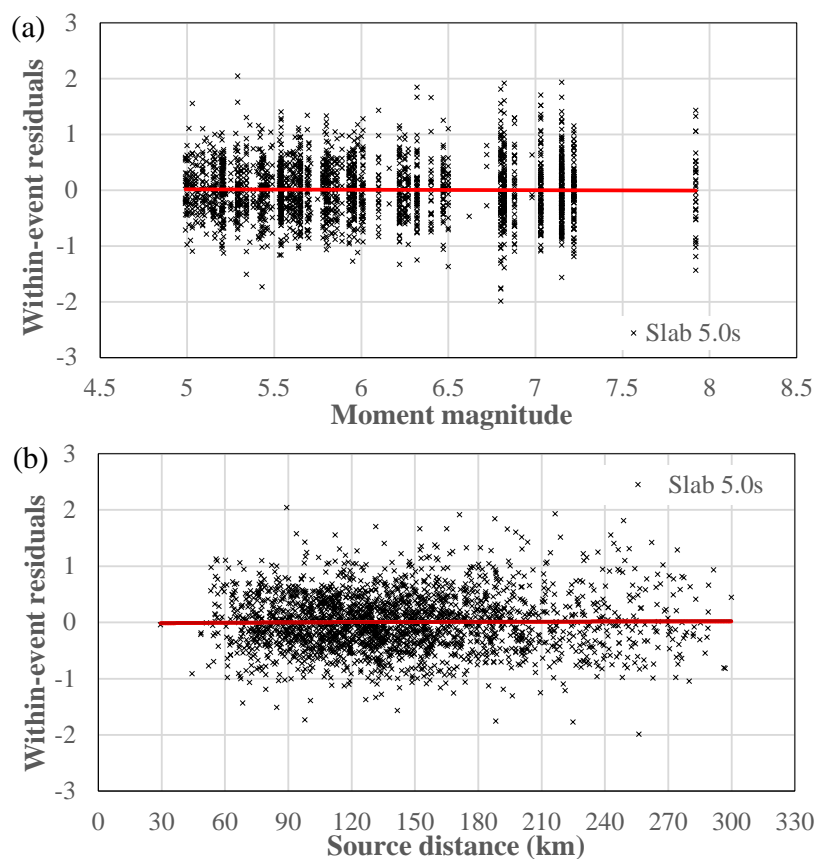 (a)
3
2
1
0
-1
-2
-3
Within-event residuals
Slab 5.0s
4.5 5 5.5 6 6.5 7 7.5 8 8.5
Moment magnitude
(b)
3
2
1
0
-1
-2
-3
Within-event residuals
Slab 5.0s
0 30 60 90 120 150 180 210 240 270 300 330
Source distance (km)